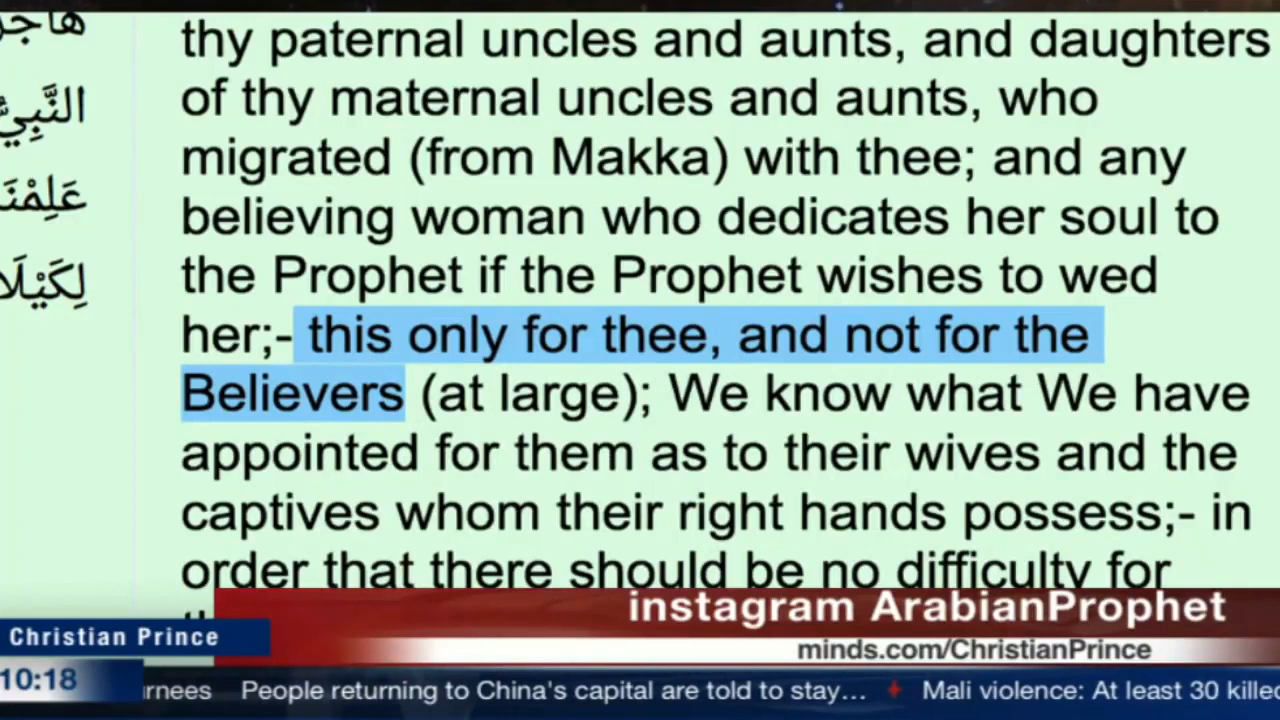 thy paternal uncles and aunts, and daughters
of thy maternal uncles and aunts, who
migrated (from Makka) with thee; and any
believing woman who dedicates her soul to
the Prophet if the Prophet wishes to wed
her;- this only for thee, and not for the
Believers (at large); We know what We have
appointed for them as to their wives and the
captives whom their right hands possess;- in
order that there should be no difficulty for
النَّبِيُّ
لِكَيْلَا
instagram ArabianProphet
minds.com/ChristianPrince
Christian Prince
10:18
rnees People returning to China's capital are told to stay... Mali violence: At least 30 killed